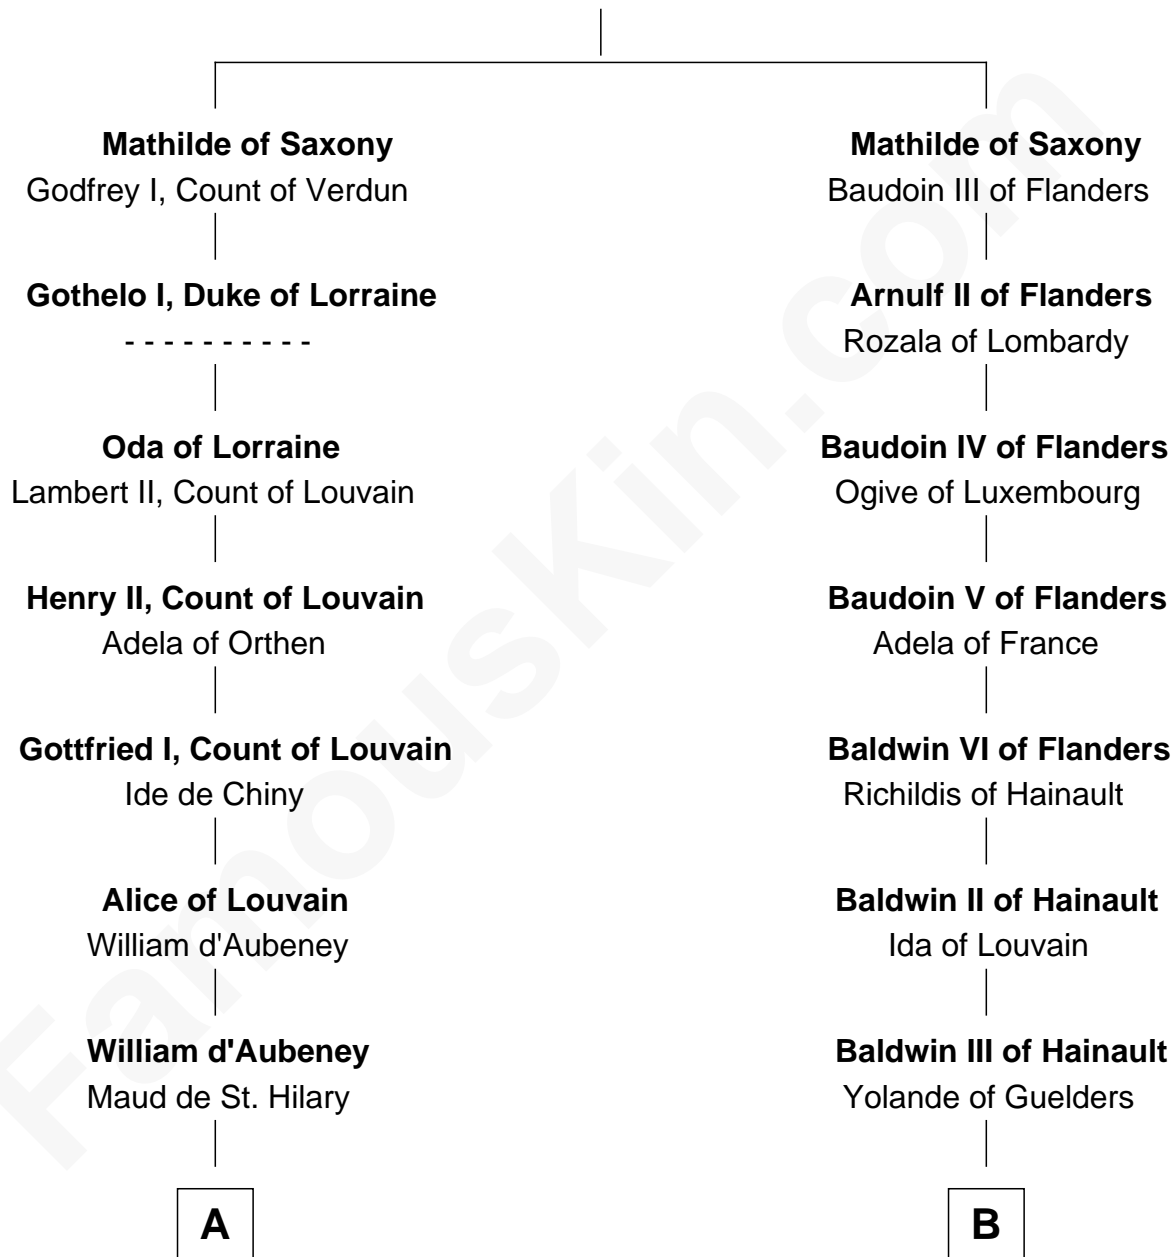 Mathilde of Saxony
Godfrey I, Count of Verdun
Gothelo I, Duke of Lorraine
- - - - - - - - - -
Oda of Lorraine
Lambert II, Count of Louvain
Henry II, Count of Louvain
Adela of Orthen
Gottfried I, Count of Louvain
Ide de Chiny
Alice of Louvain
William d'Aubeney
William d'Aubeney
Maud de St. Hilary
A
Mathilde of Saxony
Baudoin III of Flanders
Arnulf II of Flanders
Rozala of Lombardy
Baudoin IV of Flanders
Ogive of Luxembourg
Baudoin V of Flanders
Adela of France
Baldwin VI of Flanders
Richildis of Hainault
Baldwin II of Hainault
Ida of Louvain
Baldwin III of Hainault
Yolande of Guelders
B
FamousKin.com